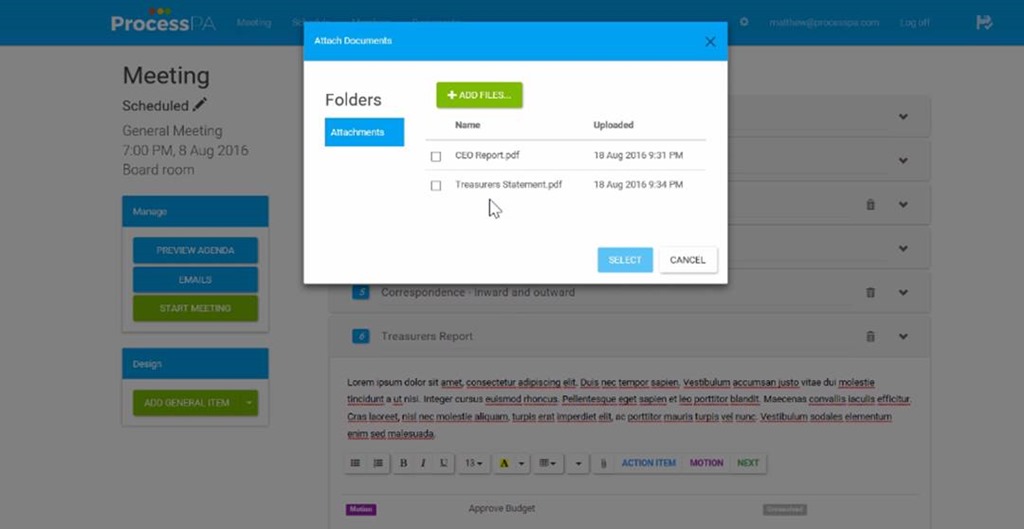 ProcessPA Meeting matthew@processpa.com Log off
Attach Documents
Meeting
Scheduled
General Meeting
7:00 PM, 8 Aug 2016
Board room
Folders
Attachments
+ ADD FILES...
Name Uploaded
CEO Report.pdf 18 Aug 2016 9:31 PM
Treasurers Statement.pdf 18 Aug 2016 9:34 PM
SELECT CANCEL
Manage
PREVIEW AGENDA
EMAILS
START MEETING
Design
ADD GENERAL ITEM
5 Correspondence - Inward and outward
6 Treasurers Report
Lorem ipsum dolor sit amet, consectetur adipiscing elit. Duis nec tempor sapien. Vestibulum accumsan justo vitae dui molestie
tincidunt a ut nisi. Integer cursus euismod rhoncus. Pellentesque eget sapien et leo porttitor blandit. Maecenas convallis iaculis efficitur.
Cras laoreet, nisl nec molestie aliquam, turpis erat imperdiet elit, ac porttitor mauris turpis vel nunc. Vestibulum sodales elementum
enim sed malesuada.
B I U 13 A ACTION ITEM MOTION NEXT
Motion Approve Budget Unresolved